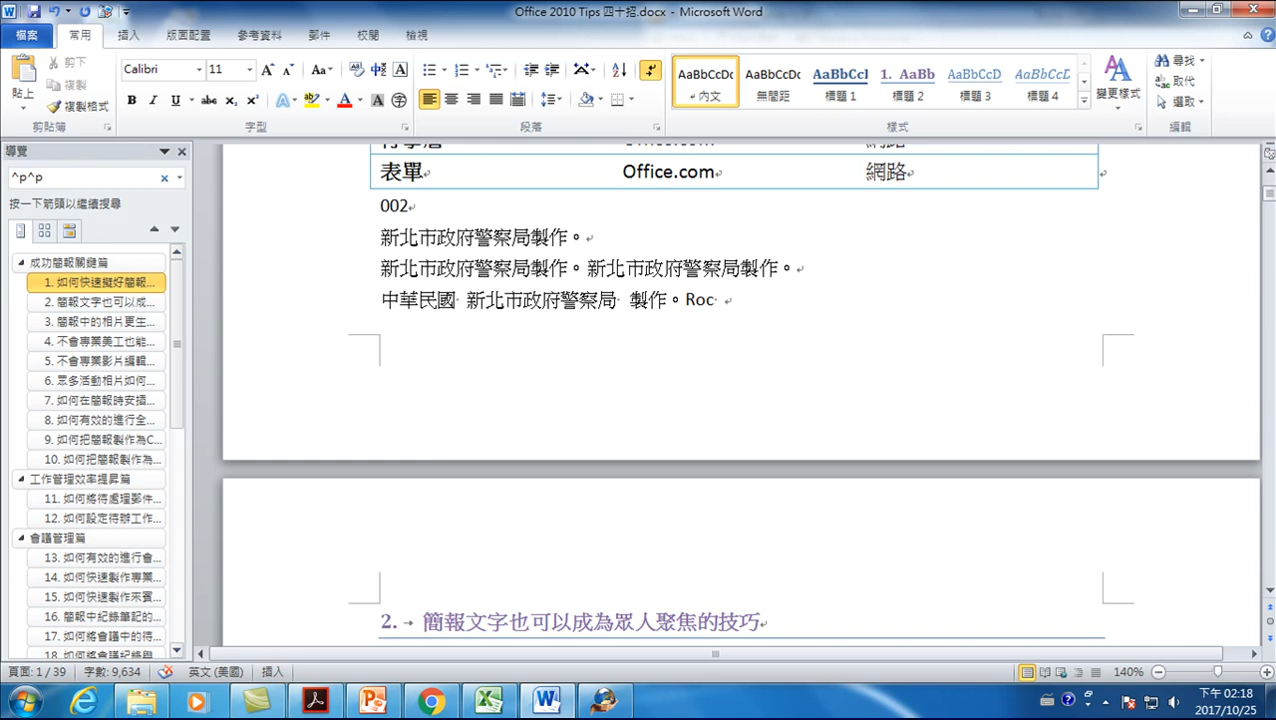 Office 2010 Tips 四十招.docx - Microsoft Word
檔案 常用 插入 版面配置 參考資料 郵件 校閱 檢視
貼上 剪下 複製 複製格式 剪貼簿
Calibri 11 Aa 中文 A
B I U abc x₂ x² A ab A A 字
字型
段落
AaBbCcDc 內文
AaBbCcDc 無間距
AaBbCcI 標題 1
1. AaBb 標題 2
AaBbCcD 標題 3
AaBbCcD 標題 4
變更樣式
樣式
尋找
取代
選取
編輯
導覽
^p^p
按一下箭頭以繼續搜尋
成功簡報關鍵篇
1. 如何快速擬好簡報...
2. 簡報文字也可以成...
3. 簡報中的相片更生...
4. 不會專業美工也能...
5. 不會專業影片編輯...
6. 眾多活動相片如何...
7. 如何在簡報時安插...
8. 如何有效的進行全...
9. 如何把簡報製作為C...
10. 如何把簡報製作為...
工作管理效率提昇篇
11. 如何將待處理郵件...
12. 如何設定待辦工作...
會議管理篇
13. 如何有效的進行會...
14. 如何快速製作專業...
15. 如何快速製作來賓...
16. 簡報中紀錄筆記的...
17. 如何將會議中的待...
18. 如何將會議紀錄與...
表單 Office.com 網路
002
新北市政府警察局製作。
新北市政府警察局製作。新北市政府警察局製作。
中華民國 新北市政府警察局 製作。Roc
2. 簡報文字也可以成為眾人聚焦的技巧
頁面: 1 / 39 字數: 9,634 英文 (美國) 插入 140%
下午 02:18
2017/10/25